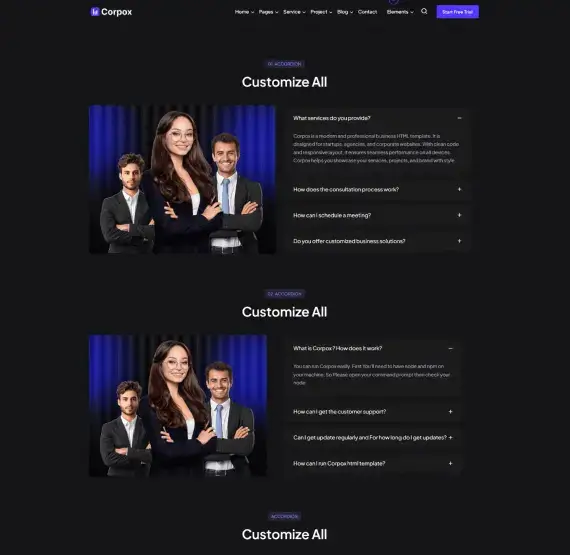 Corpox
Home Pages Service Project Blog Contact Elements Start Free Trial
01. ACCORDION
Customize All
What services do you provide?
Corpox is a modern and professional business HTML template. It is
designed for startups, agencies, and corporate websites. With clean code
and responsive layout, it ensures seamless performance on all devices.
Corpox helps you showcase your services, projects, and brand with style.
How does the consultation process work?
How can I schedule a meeting?
Do you offer customized business solutions?
02. ACCORDION
Customize All
What is Corpox ? How does it work?
You can run Corpox easily. First You'll need to have node and npm on
your machine. So Please open your command prompt then check your
node
How can I get the customer support?
Can I get update regularly and For how long do I get updates?
How can I run Corpox html template?
ACCORDION
Customize All